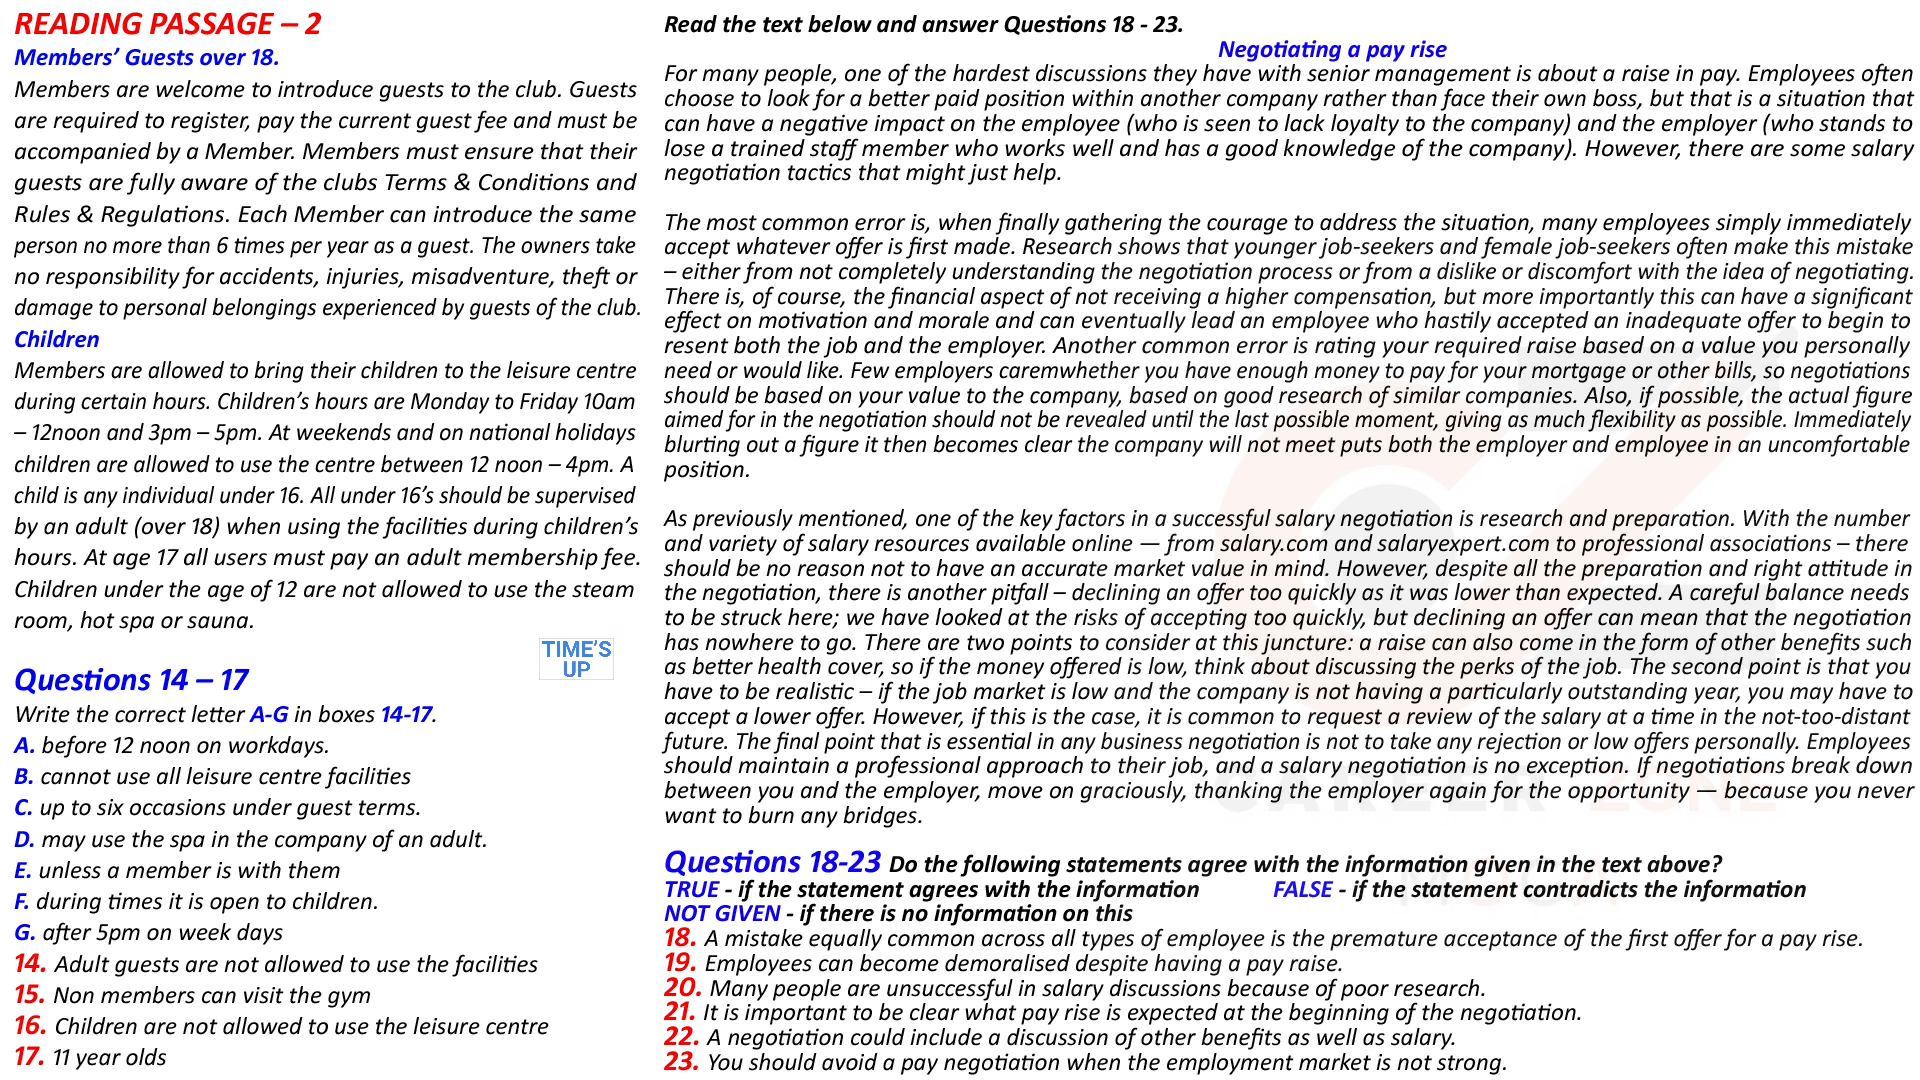 READING PASSAGE – 2
Members' Guests over 18.
Members are welcome to introduce guests to the club. Guests
are required to register, pay the current guest fee and must be
accompanied by a Member. Members must ensure that their
guests are fully aware of the clubs Terms & Conditions and
Rules & Regulations. Each Member can introduce the same
person no more than 6 times per year as a guest. The owners take
no responsibility for accidents, injuries, misadventure, theft or
damage to personal belongings experienced by guests of the club.
Children
Members are allowed to bring their children to the leisure centre
during certain hours. Children's hours are Monday to Friday 10am
– 12noon and 3pm – 5pm. At weekends and on national holidays
children are allowed to use the centre between 12 noon – 4pm. A
child is any individual under 16. All under 16's should be supervised
by an adult (over 18) when using the facilities during children's
hours. At age 17 all users must pay an adult membership fee.
Children under the age of 12 are not allowed to use the steam
room, hot spa or sauna.
TIME'S
UP
Questions 14 – 17
Write the correct letter A-G in boxes 14-17.
A. before 12 noon on workdays.
B. cannot use all leisure centre facilities
C. up to six occasions under guest terms.
D. may use the spa in the company of an adult.
E. unless a member is with them
F. during times it is open to children.
G. after 5pm on week days
14. Adult guests are not allowed to use the facilities
15. Non members can visit the gym
16. Children are not allowed to use the leisure centre
17. 11 year olds
Read the text below and answer Questions 18 - 23.
Negotiating a pay rise
For many people, one of the hardest discussions they have with senior management is about a raise in pay. Employees often
choose to look for a better paid position within another company rather than face their own boss, but that is a situation that
can have a negative impact on the employee (who is seen to lack loyalty to the company) and the employer (who stands to
lose a trained staff member who works well and has a good knowledge of the company). However, there are some salary
negotiation tactics that might just help.
The most common error is, when finally gathering the courage to address the situation, many employees simply immediately
accept whatever offer is first made. Research shows that younger job-seekers and female job-seekers often make this mistake
– either from not completely understanding the negotiation process or from a dislike or discomfort with the idea of negotiating.
There is, of course, the financial aspect of not receiving a higher compensation, but more importantly this can have a significant
effect on motivation and morale and can eventually lead an employee who hastily accepted an inadequate offer to begin to
resent both the job and the employer. Another common error is rating your required raise based on a value you personally
need or would like. Few employers caremwhether you have enough money to pay for your mortgage or other bills, so negotiations
should be based on your value to the company, based on good research of similar companies. Also, if possible, the actual figure
aimed for in the negotiation should not be revealed until the last possible moment, giving as much flexibility as possible. Immediately
blurting out a figure it then becomes clear the company will not meet puts both the employer and employee in an uncomfortable
position.
As previously mentioned, one of the key factors in a successful salary negotiation is research and preparation. With the number
and variety of salary resources available online — from salary.com and salaryexpert.com to professional associations – there
should be no reason not to have an accurate market value in mind. However, despite all the preparation and right attitude in
the negotiation, there is another pitfall – declining an offer too quickly as it was lower than expected. A careful balance needs
to be struck here; we have looked at the risks of accepting too quickly, but declining an offer can mean that the negotiation
has nowhere to go. There are two points to consider at this juncture: a raise can also come in the form of other benefits such
as better health cover, so if the money offered is low, think about discussing the perks of the job. The second point is that you
have to be realistic – if the job market is low and the company is not having a particularly outstanding year, you may have to
accept a lower offer. However, if this is the case, it is common to request a review of the salary at a time in the not-too-distant
future. The final point that is essential in any business negotiation is not to take any rejection or low offers personally. Employees
should maintain a professional approach to their job, and a salary negotiation is no exception. If negotiations break down
between you and the employer, move on graciously, thanking the employer again for the opportunity — because you never
want to burn any bridges.
CAREER ZONE
MOGA
Questions 18-23 Do the following statements agree with the information given in the text above?
TRUE - if the statement agrees with the information FALSE - if the statement contradicts the information
NOT GIVEN - if there is no information on this
18. A mistake equally common across all types of employee is the premature acceptance of the first offer for a pay rise.
19. Employees can become demoralised despite having a pay raise.
20. Many people are unsuccessful in salary discussions because of poor research.
21. It is important to be clear what pay rise is expected at the beginning of the negotiation.
22. A negotiation could include a discussion of other benefits as well as salary.
23. You should avoid a pay negotiation when the employment market is not strong.